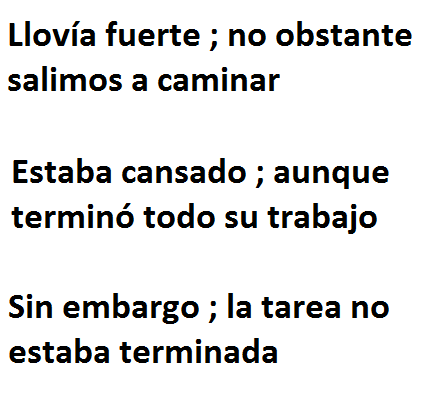 Llovía fuerte ; no obstante
salimos a caminar
Estaba cansado ; aunque
terminó todo su trabajo
Sin embargo ; la tarea no
estaba terminada